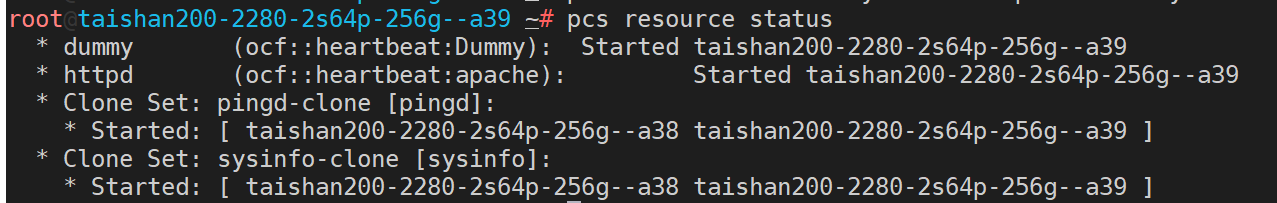 root@taishan200-2280-2s64p-256g--a39 ~# pcs resource status
  * dummy       (ocf::heartbeat:Dummy):  Started taishan200-2280-2s64p-256g--a39
  * httpd       (ocf::heartbeat:apache):         Started taishan200-2280-2s64p-256g--a39
  * Clone Set: pingd-clone [pingd]:
    * Started: [ taishan200-2280-2s64p-256g--a38 taishan200-2280-2s64p-256g--a39 ]
  * Clone Set: sysinfo-clone [sysinfo]:
    * Started: [ taishan200-2280-2s64p-256g--a38 taishan200-2280-2s64p-256g--a39 ]